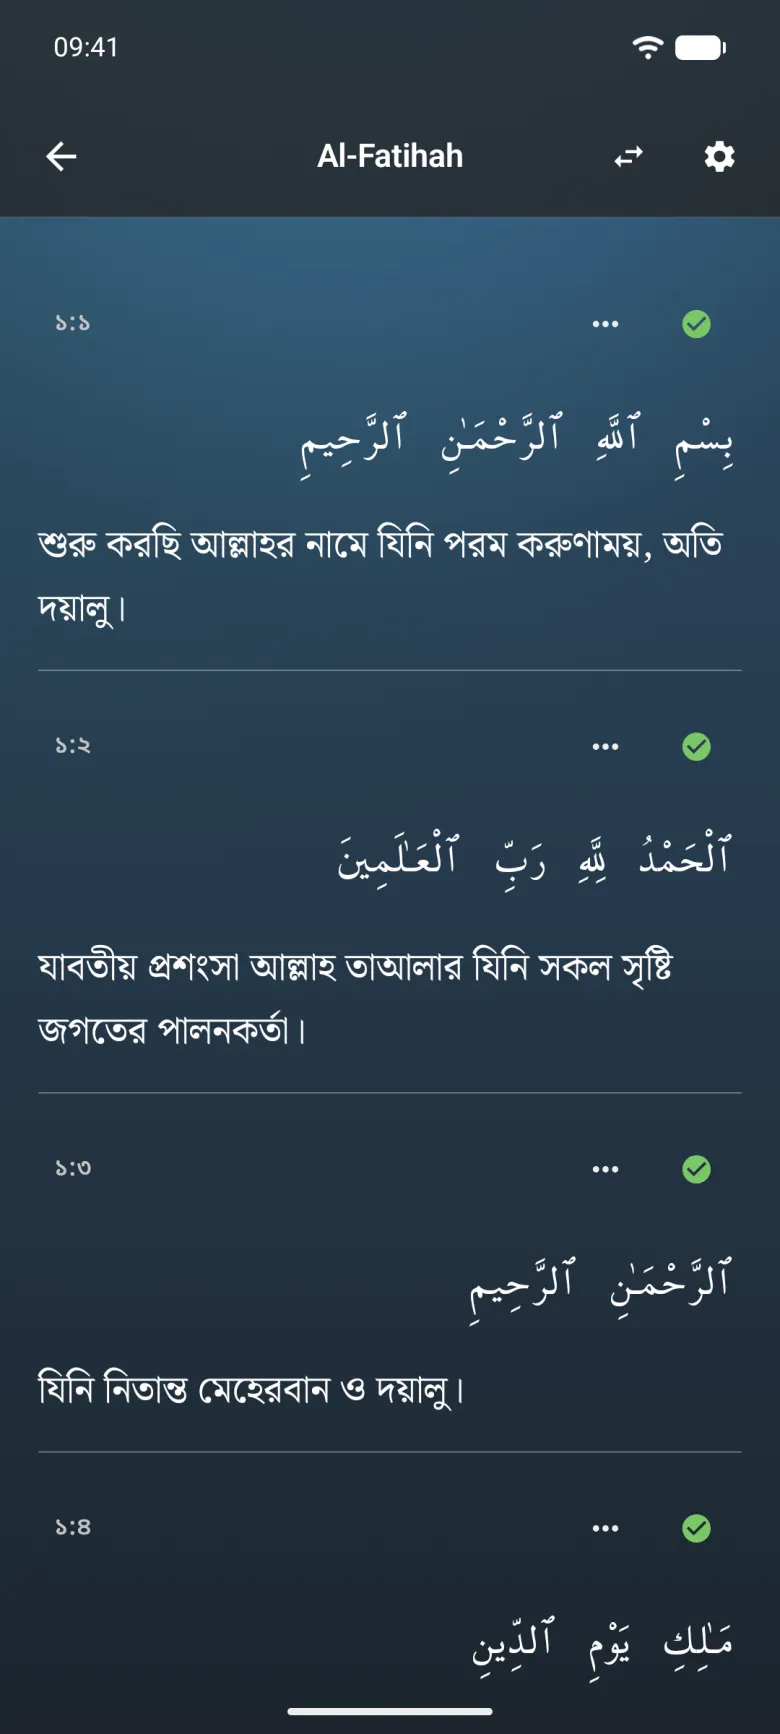 09:41
Al-Fatihah
১:১
بِسْمِ ٱللَّهِ ٱلرَّحْمَـٰنِ ٱلرَّحِيمِ
শুরু করছি আল্লাহর নামে যিনি পরম করুণাময়, অতি
দয়ালু।
১:২
ٱلْحَمْدُ لِلَّهِ رَبِّ ٱلْعَـٰلَمِينَ
যাবতীয় প্রশংসা আল্লাহ তাআলার যিনি সকল সৃষ্টি
জগতের পালনকর্তা।
১:৩
ٱلرَّحْمَـٰنِ ٱلرَّحِيمِ
যিনি নিতান্ত মেহেরবান ও দয়ালু।
১:৪
مَـٰلِكِ يَوْمِ ٱلدِّينِ